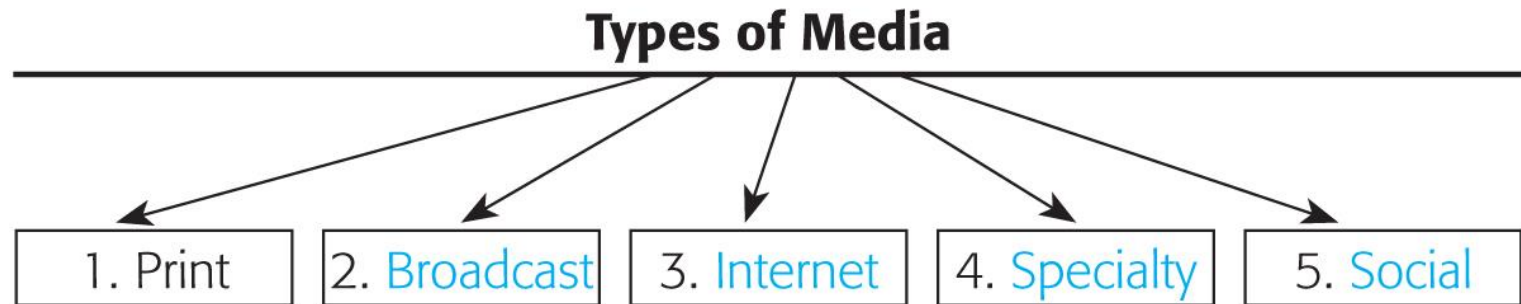 Types of Media
1. Print
2. Broadcast
3. Internet
4. Specialty
5. Social